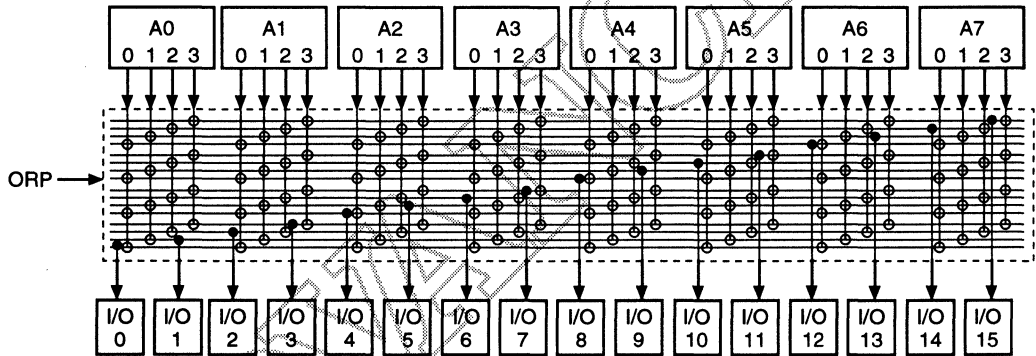 A0 A1 A2 A3 A4 A5 A6 A7
0 1 2 3 0 1 2 3 0 1 2 3 0 1 2 3 0 1 2 3 0 1 2 3 0 1 2 3 0 1 2 3
ORP
I/O I/O I/O I/O I/O I/O I/O I/O I/O I/O I/O I/O I/O I/O I/O I/O
0 1 2 3 4 5 6 7 8 9 10 11 12 13 14 15